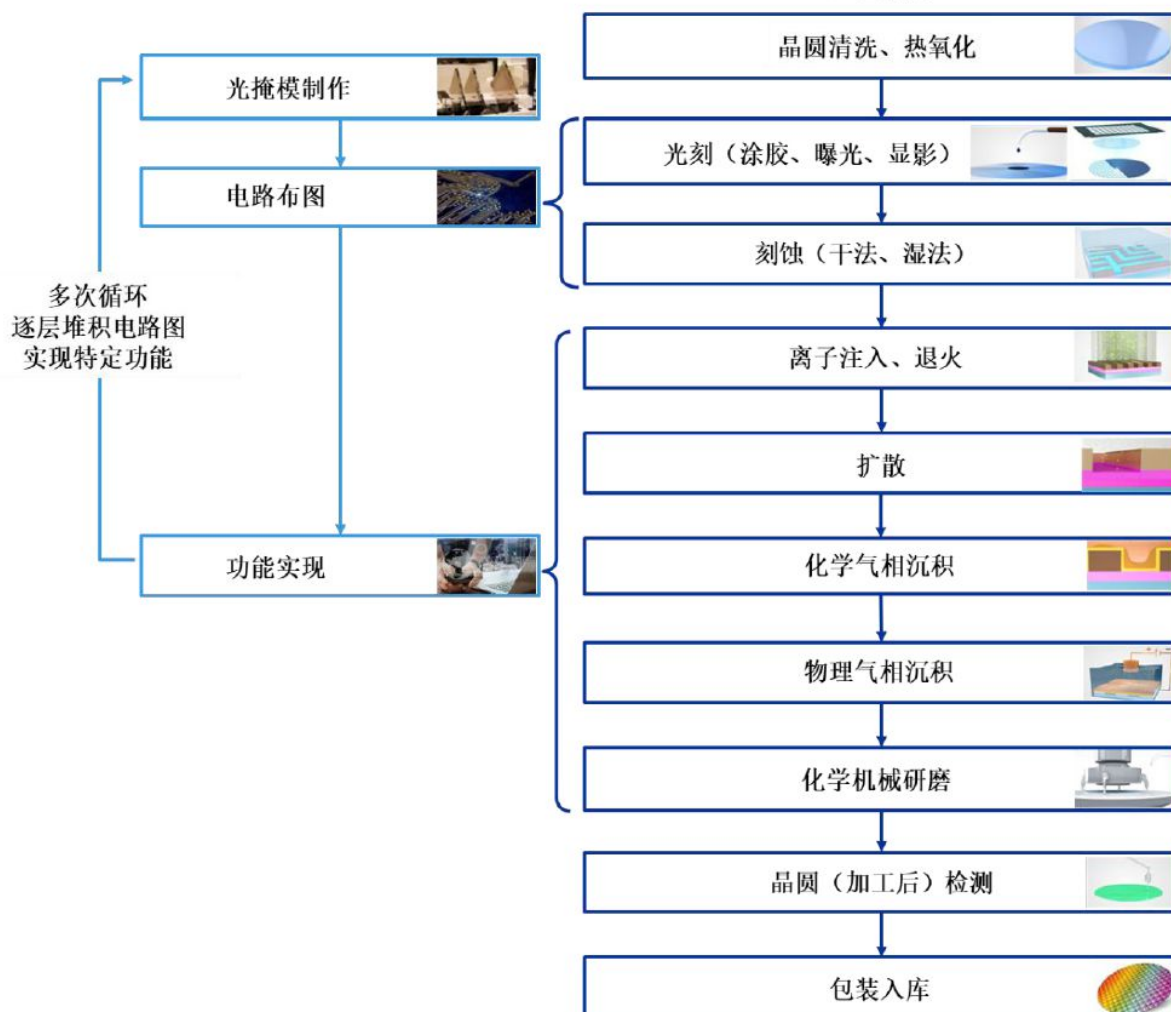 晶圆清洗、热氧化
光掩模制作
光刻（涂胶、曝光、显影）
电路布图
刻蚀（干法、湿法）
多次循环
逐层堆积电路图
实现特定功能
离子注入、退火
扩散
功能实现
化学气相沉积
物理气相沉积
化学机械研磨
晶圆（加工后）检测
包装入库